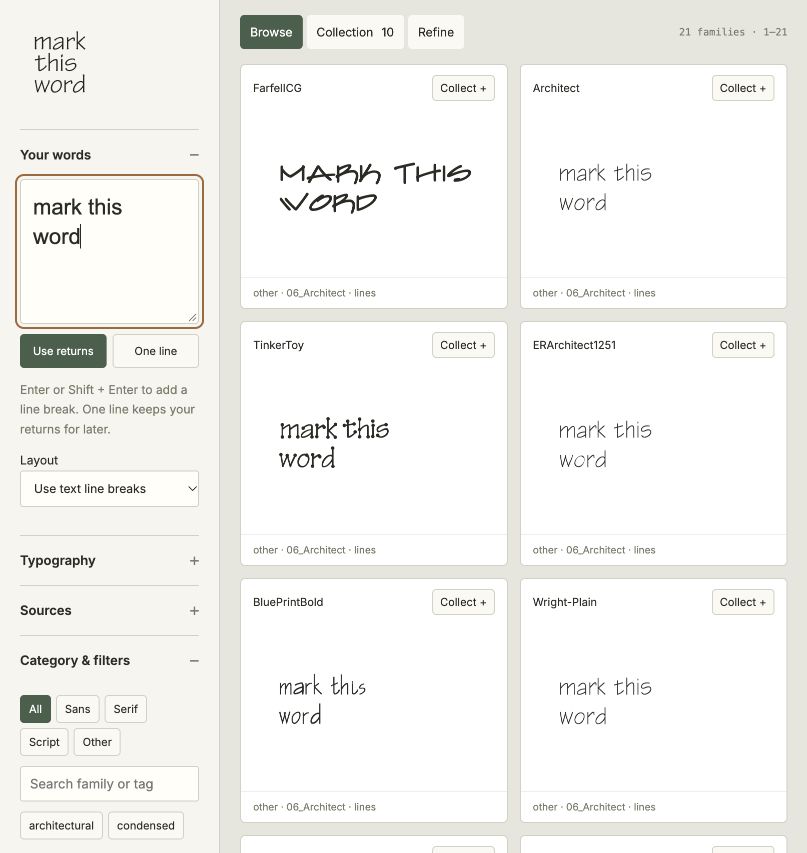 mark
this
word
Your words
mark this
word
Use returns
One line
Enter or Shift + Enter to add a
line break. One line keeps your
returns for later.
Layout
Use text line breaks
Typography
Sources
Category & filters
All
Sans
Serif
Script
Other
Search family or tag
architectural
condensed
Browse
Collection 10
Refine
21 families · 1–21
FarfellCG
Collect +
MARK THIS
WORD
other · 06_Architect · lines
Architect
Collect +
mark this
word
other · 06_Architect · lines
TinkerToy
Collect +
mark this
word
other · 06_Architect · lines
ERArchitect1251
Collect +
mark this
word
other · 06_Architect · lines
BluePrintBold
Collect +
mark this
word
other · 06_Architect · lines
Wright-Plain
Collect +
mark this
word
other · 06_Architect · lines